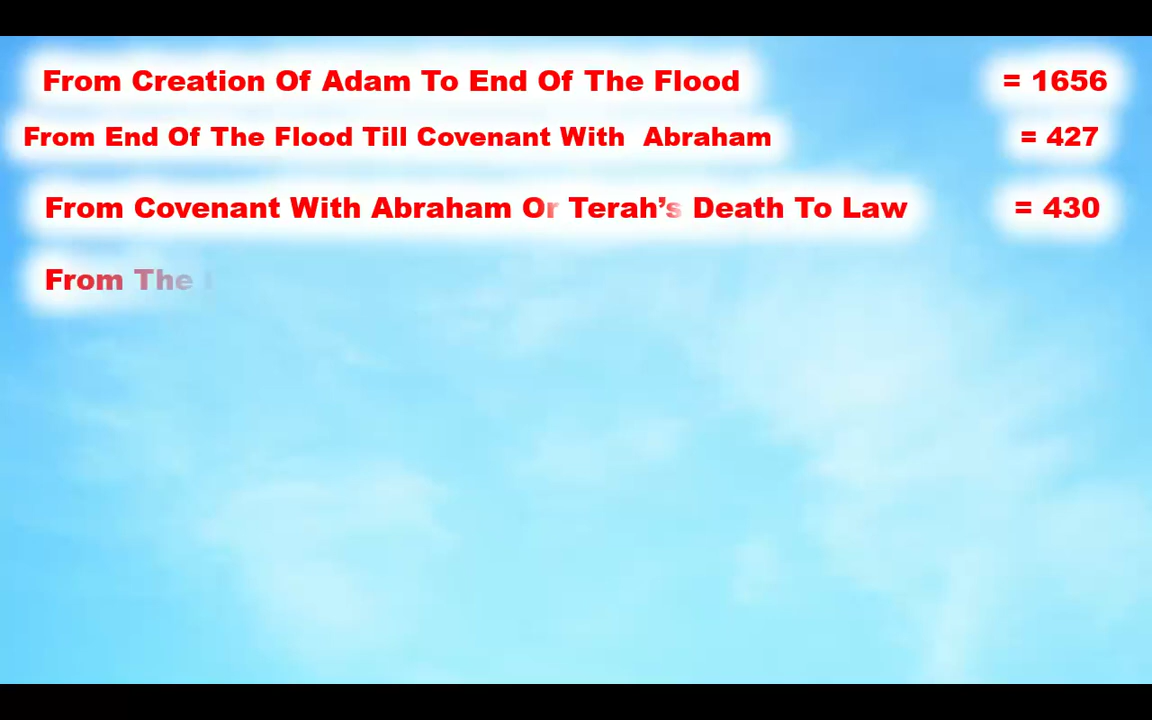 From Creation Of Adam To End Of The Flood = 1656
From End Of The Flood Till Covenant With Abraham = 427
From Covenant With Abraham Or Terah’s Death To Law = 430
From The